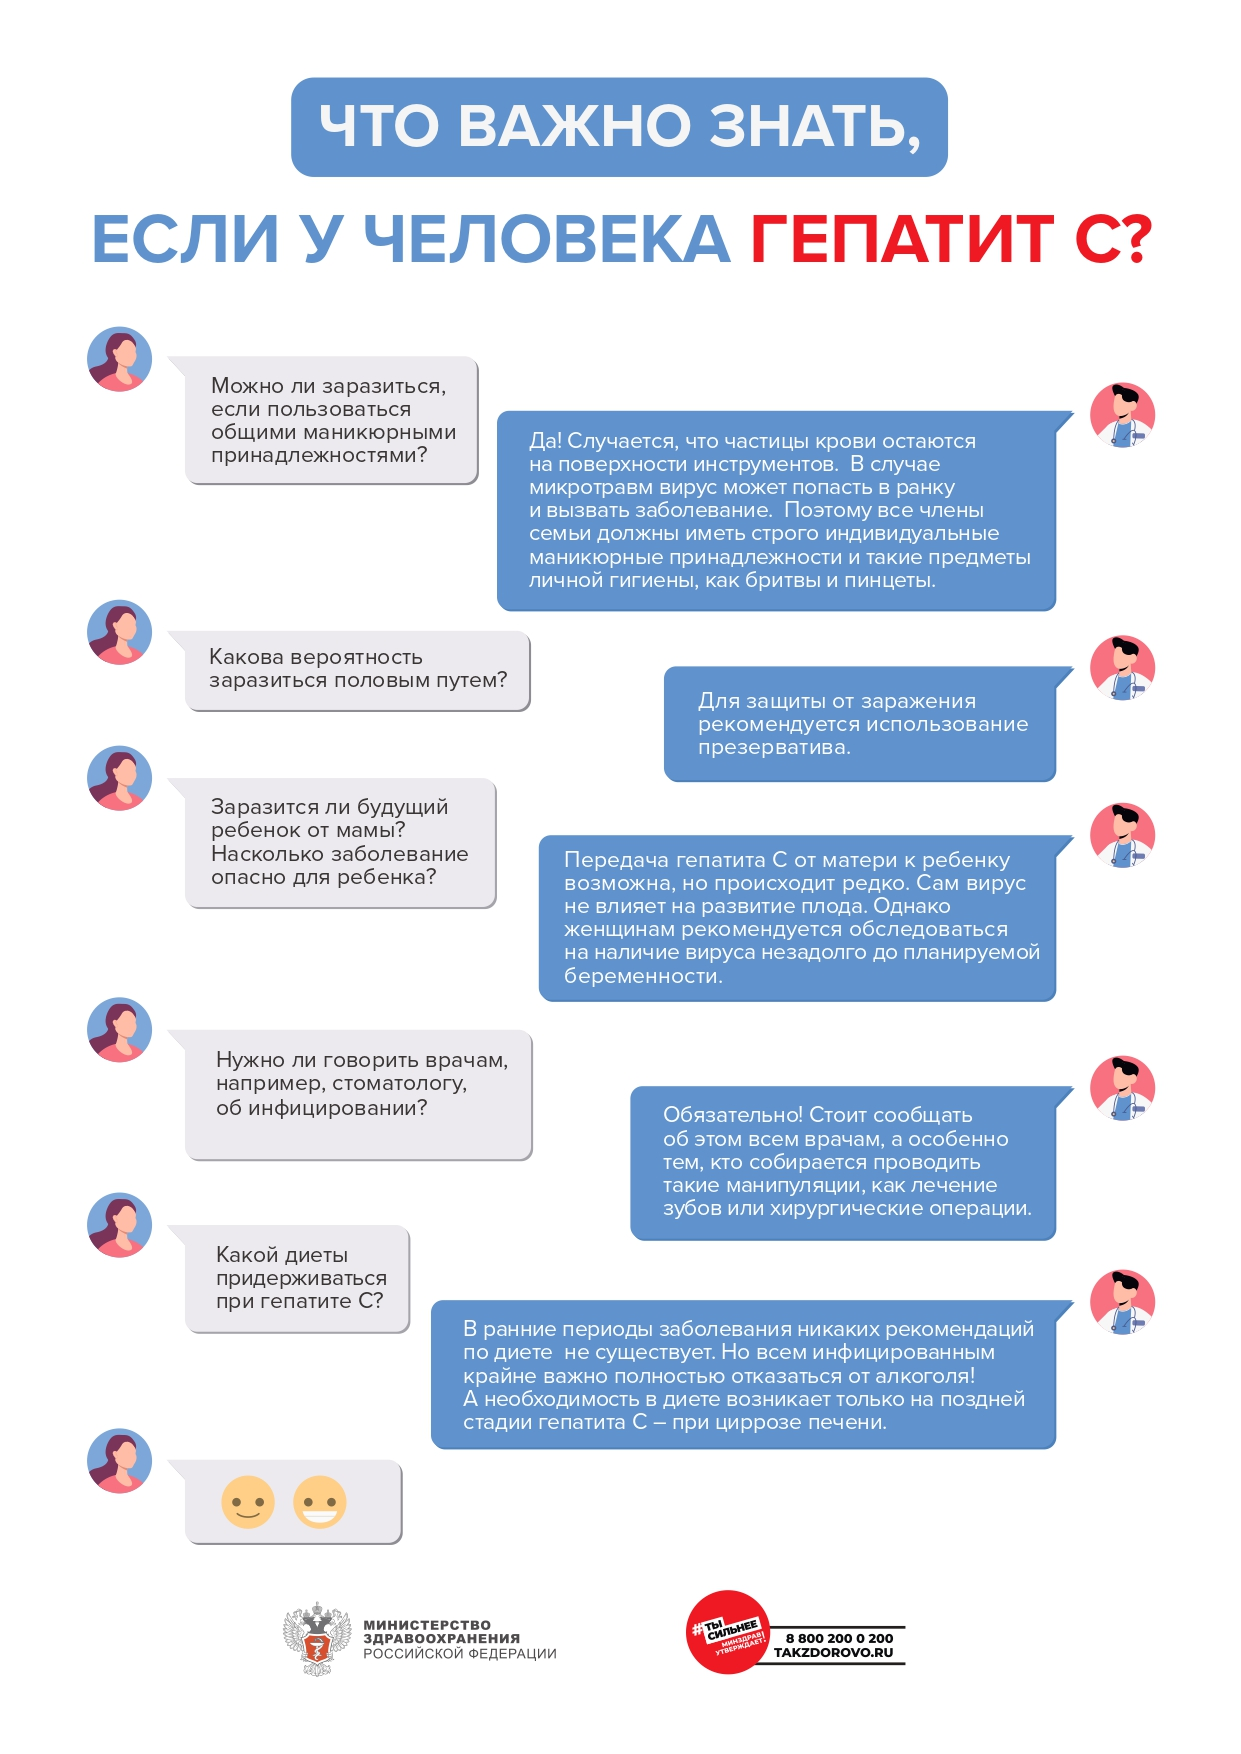 ЧТО ВАЖНО ЗНАТЬ,
ЕСЛИ У ЧЕЛОВЕКА ГЕПАТИТ С?
Можно ли заразиться,
если пользоваться
общими маникюрными
принадлежностями?
Да! Случается, что частицы крови остаются
на поверхности инструментов. В случае
микротравм вирус может попасть в ранку
и вызвать заболевание. Поэтому все члены
семьи должны иметь строго индивидуальные
маникюрные принадлежности и такие предметы
личной гигиены, как бритвы и пинцеты.
Какова вероятность
заразиться половым путем?
Для защиты от заражения
рекомендуется использование
презерватива.
Заразится ли будущий
ребенок от мамы?
Насколько заболевание
опасно для ребенка?
Передача гепатита С от матери к ребенку
возможна, но происходит редко. Сам вирус
не влияет на развитие плода. Однако
женщинам рекомендуется обследоваться
на наличие вируса незадолго до планируемой
беременности.
Нужно ли говорить врачам,
например, стоматологу,
об инфицировании?
Обязательно! Стоит сообщать
об этом всем врачам, а особенно
тем, кто собирается проводить
такие манипуляции, как лечение
зубов или хирургические операции.
Какой диеты
придерживаться
при гепатите С?
В ранние периоды заболевания никаких рекомендаций
по диете не существует. Но всем инфицированным
крайне важно полностью отказаться от алкоголя!
А необходимость в диете возникает только на поздней
стадии гепатита С – при циррозе печени.
МИНИСТЕРСТВО
ЗДРАВООХРАНЕНИЯ
РОССИЙСКОЙ ФЕДЕРАЦИИ
#ТЫ
СИЛЬНЕЕ
МИНЗДРАВ
УТВЕРЖДАЕТ!
8 800 200 0 200
TAKZDOROVO.RU